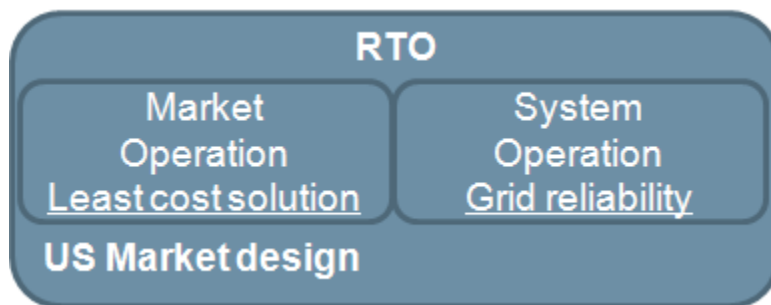 RTO
Market
Operation
Least cost solution
System
Operation
Grid reliability
US Market design